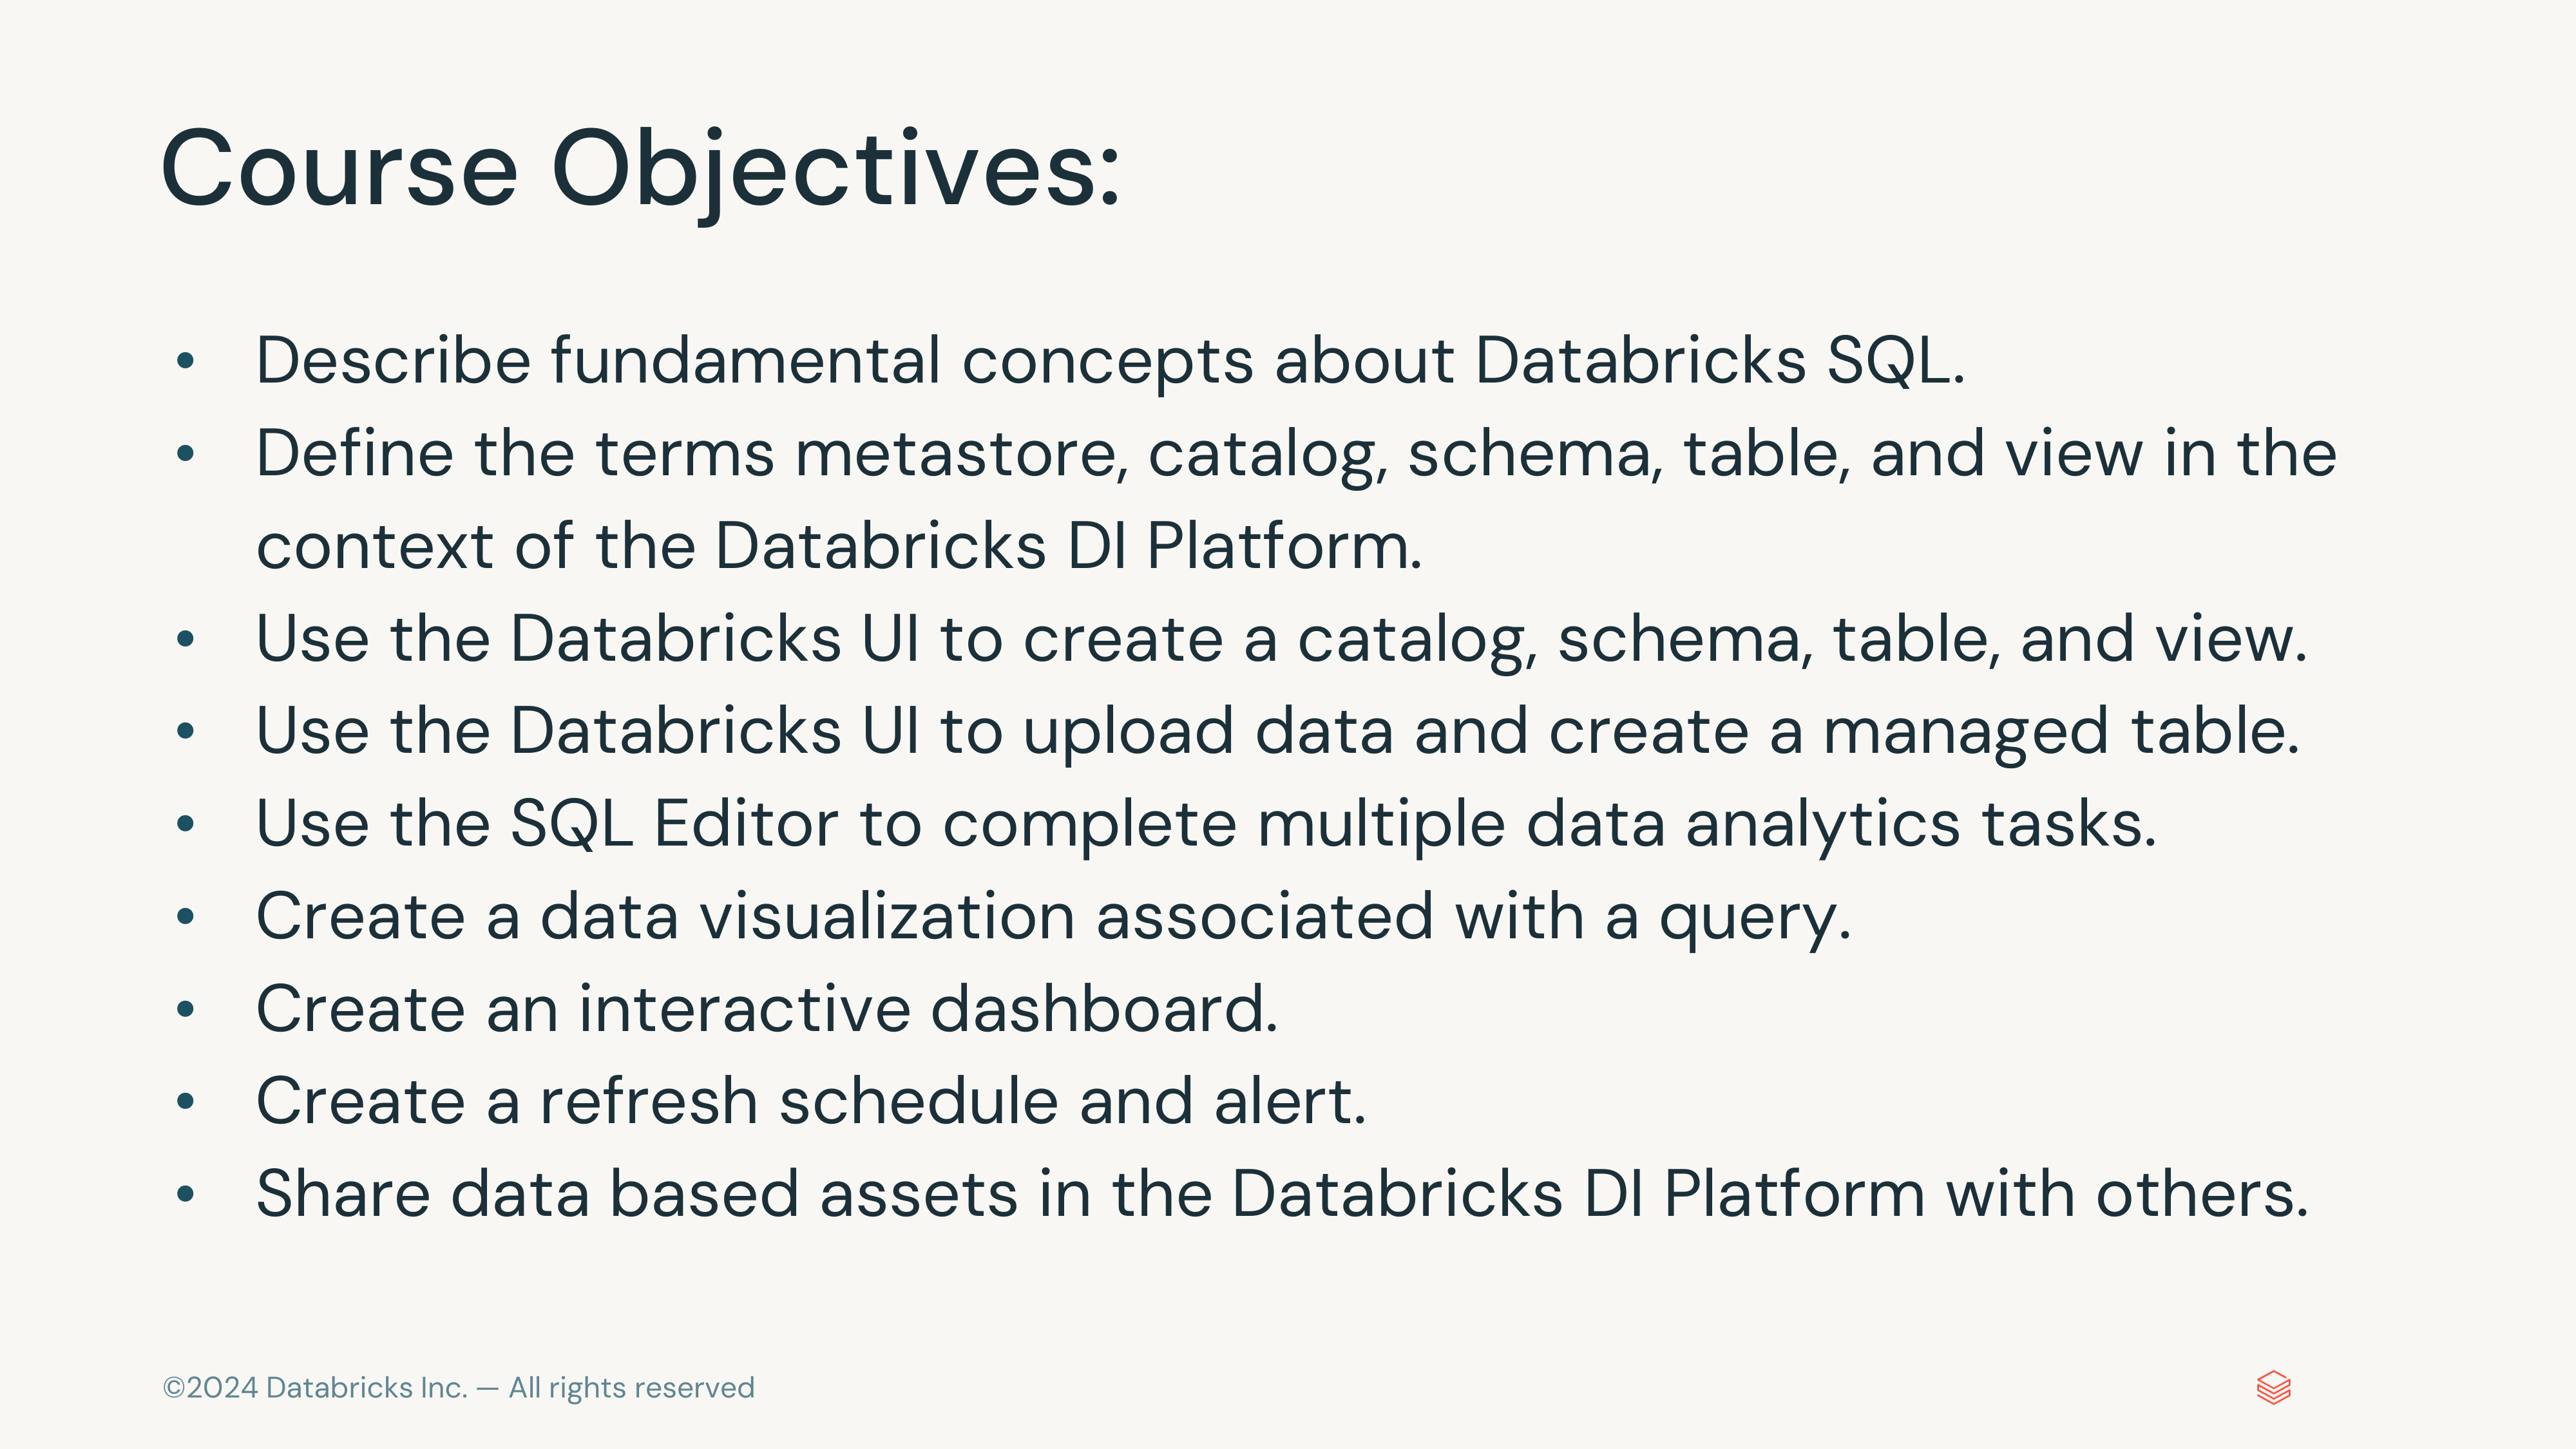 Course Objectives:
• Describe fundamental concepts about Databricks SQL.
• Define the terms metastore, catalog, schema, table, and view in the
context of the Databricks DI Platform.
• Use the Databricks UI to create a catalog, schema, table, and view.
• Use the Databricks UI to upload data and create a managed table.
• Use the SQL Editor to complete multiple data analytics tasks.
• Create a data visualization associated with a query.
• Create an interactive dashboard.
• Create a refresh schedule and alert.
• Share data based assets in the Databricks DI Platform with others.
©2024 Databricks Inc. — All rights reserved